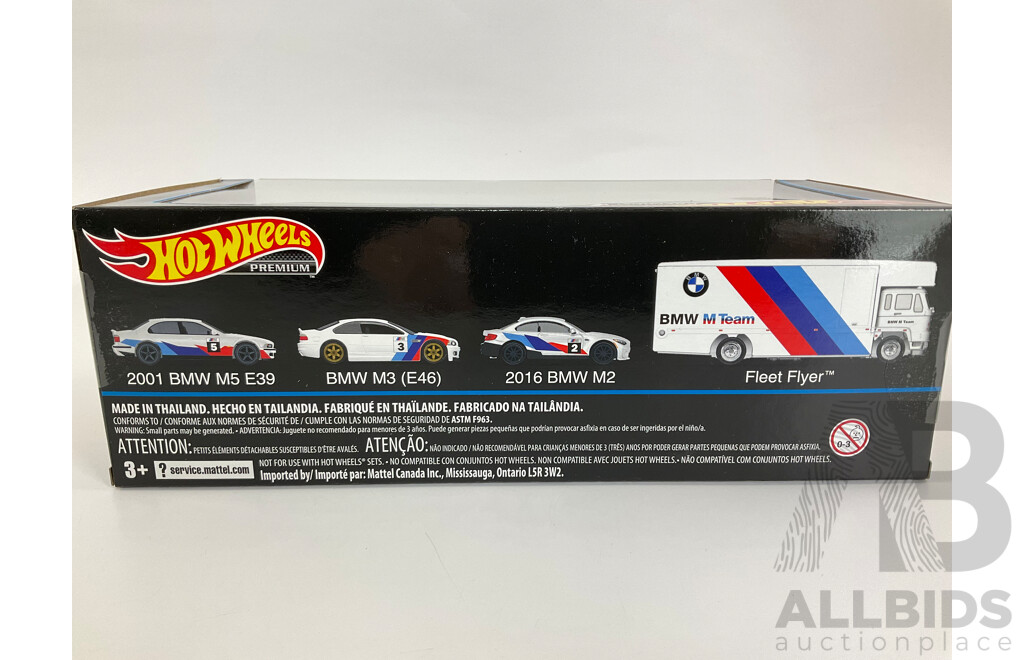 HOT WHEELS
PREMIUM™
BMW
BMW M Team
BMW M Team
5
3
2
2001 BMW M5 E39
BMW M3 (E46)
2016 BMW M2
Fleet Flyer™
MADE IN THAILAND. HECHO EN TAILANDIA. FABRIQUÉ EN THAÏLANDE. FABRICADO NA TAILÂNDIA.
CONFORMS TO / CONFORME AUX NORMES DE SÉCURITÉ DE / CUMPLE CON LAS NORMAS DE SEGURIDAD DE ASTM F963.
WARNING: Small parts may be generated. • ADVERTENCIA: Juguete no recomendado para menores de 3 años. Puede generar piezas pequeñas que podrían provocar asfixia en caso de ser ingeridas por el niño/a.
ATTENTION: PETITS ÉLÉMENTS DÉTACHABLES SUSCEPTIBLES D'ÊTRE AVALÉS. ATENÇÃO: NÃO INDICADO / NÃO RECOMENDÁVEL PARA CRIANÇAS MENORES DE 3 (TRÊS) ANOS POR PODER GERAR PARTES PEQUENAS QUE PODEM PROVOCAR ASFIXIA.
0-3
3+ ? service.mattel.com
NOT FOR USE WITH HOT WHEELS® SETS. • NO COMPATIBLE CON CONJUNTOS HOT WHEELS. NON COMPATIBLE AVEC JOUETS HOT WHEELS. • NÃO COMPATÍVEL COM CONJUNTOS HOT WHEELS.
Imported by/ Importé par: Mattel Canada Inc., Mississauga, Ontario L5R 3W2.
AB
ALLBIDS
auctionplace